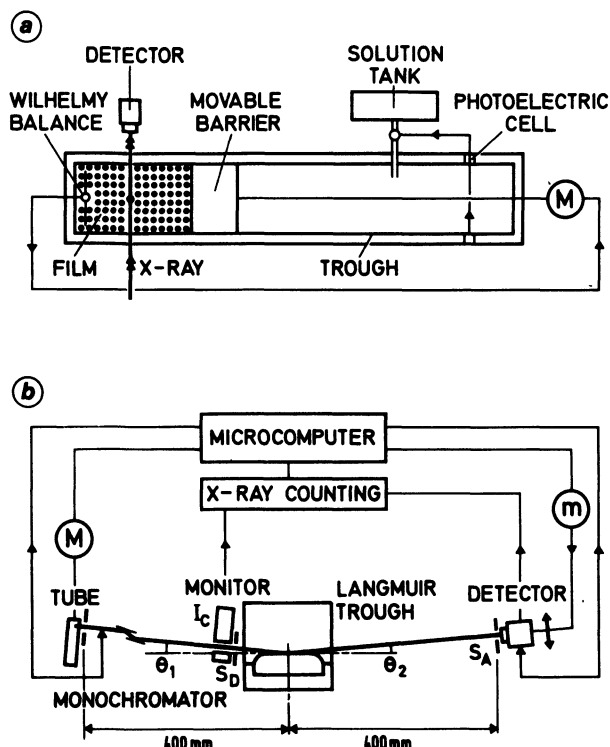 a
DETECTOR
SOLUTION
TANK
WILHELMY
BALANCE
MOVABLE
BARRIER
PHOTOELECTRIC
CELL
M
FILM
X-RAY
TROUGH
b
MICROCOMPUTER
X-RAY COUNTING
M
m
TUBE
MONITOR
LANGMUIR
TROUGH
DETECTOR
I_C
θ_1
S_D
θ_2
S_A
MONOCHROMATOR
400 mm
400 mm